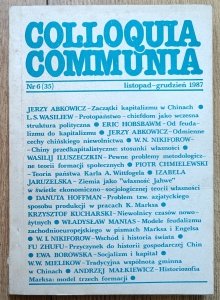 COLLOQUIA
COMMUNIA
Nr 6 (35) listopad–grudzień 1987
JERZY ABKOWICZ – Zaczątki kapitalizmu w Chinach ●
L.S. WASILIEW – Protopaństwo – chiefdom jako wczesna
struktura polityczna ● ERIC HOBSBAWM – Od feuda-
lizmu do kapitalizmu ● JERZY ABKOWICZ – Odmienne
cechy chińskiego niewolnictwa ● W.N. NIKIFOROW –
Chiny przedkapitalistyczne: stosunki własności ●
WASILIJ ILUSZECZKIN – Pewne problemy metodologicz-
ne teorii formacji społecznych ● PIOTR CHMIELEWSKI
– Teoria państwa Karla A. Wittfogla ● IZABELA
JARUZELSKA – Ziemia jako "własność Jahwe"
w świetle ekonomiczno-socjologicznej teorii własności
● DANUTA HOFFMAN – Problem tzw. azjatyckiego
sposobu produkcji w pracach K. Marksa ●
KRZYSZTOF KUCHARSKI – Niewolnicy czasów nowo-
żytnych ● WŁADYSŁAW MANIAS – Modele feudalizmu
zachodnioeuropejskiego w pismach Marksa i Engelsa
● W. I. NIKIFOROW – Wschód i historia świata ●
FU ZHUFU – Przyczynek do historii gospodarczej Chin
● EWA BOROWSKA – Socjalizm i kapitał ●
W.W. MIELIKOW – Tradycyjna wspólnota gminna
w Chinach ● ANDRZEJ MAŁKIEWICZ – Historiozofia
Marksa: model trzech formacji ●